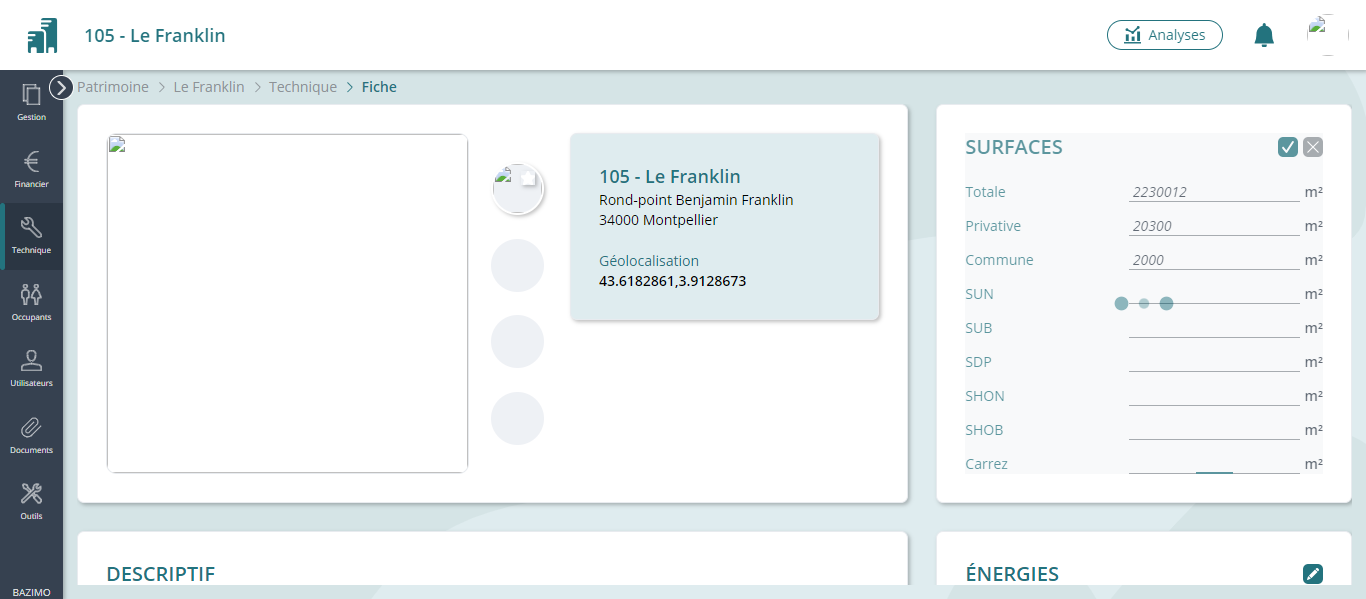 105 - Le Franklin
Analyses
Patrimoine > Le Franklin > Technique > Fiche
Gestion
Financier
Technique
Occupants
Utilisateurs
Documents
Outils
BAZIMO
105 - Le Franklin
Rond-point Benjamin Franklin
34000 Montpellier
Géolocalisation
43.6182861,3.9128673
SURFACES
Totale 2230012 m²
Privative 20300 m²
Commune 2000 m²
SUN m²
SUB m²
SDP m²
SHON m²
SHOB m²
Carrez m²
DESCRIPTIF
ÉNERGIES